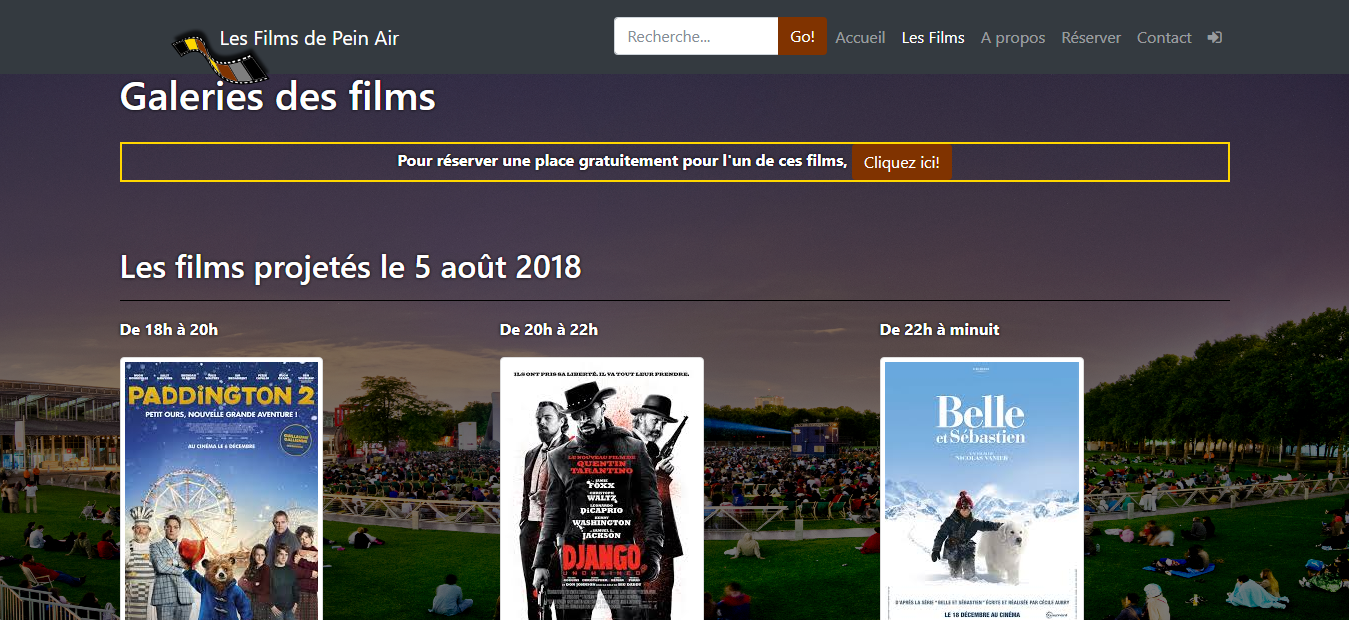 Les Films de Pein Air
Recherche...
Go!
Accueil
Les Films
A propos
Réserver
Contact
Galeries des films
Pour réserver une place gratuitement pour l'un de ces films, Cliquez ici!
Les films projetés le 5 août 2018
De 18h à 20h
De 20h à 22h
De 22h à minuit
PADDINGTON 2
PETIT OURS, NOUVELLE GRANDE AVENTURE !
AU CINÉMA LE 6 DÉCEMBRE
ILS ONT PRIS SA LIBERTÉ. IL VA TOUT LEUR PRENDRE.
LE NOUVEAU FILM DE
QUENTIN
TARANTINO
JAMIE
FOXX
CHRISTOPH
WALTZ
LEONARDO
DiCAPRIO
KERRY
WASHINGTON
SAMUEL L.
JACKSON
DJANGO
UNCHAINED
Belle
et Sébastien
UN FILM DE
NICOLAS VANIER
D'APRÈS LA SÉRIE "BELLE ET SÉBASTIEN" ÉCRITE ET RÉALISÉE PAR CÉCILE AUBRY
LE 18 DÉCEMBRE AU CINÉMA